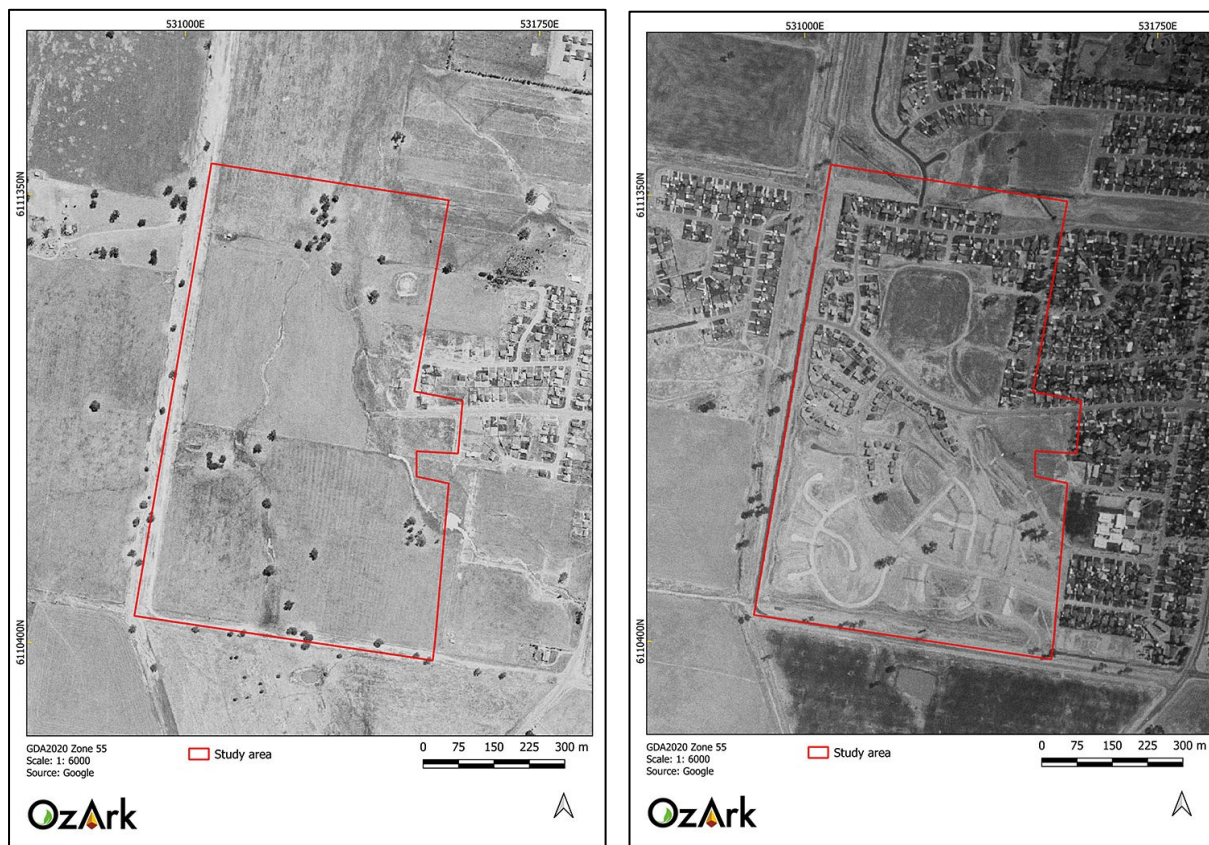 531000E
531750E
6111350N
6110400N
GDA2020 Zone 55
Scale: 1: 6000
Source: Google
Study area
0 75 150 225 300 m
OzArk
531000E
531750E
6111350N
6110400N
GDA2020 Zone 55
Scale: 1: 6000
Source: Google
Study area
0 75 150 225 300 m
OzArk